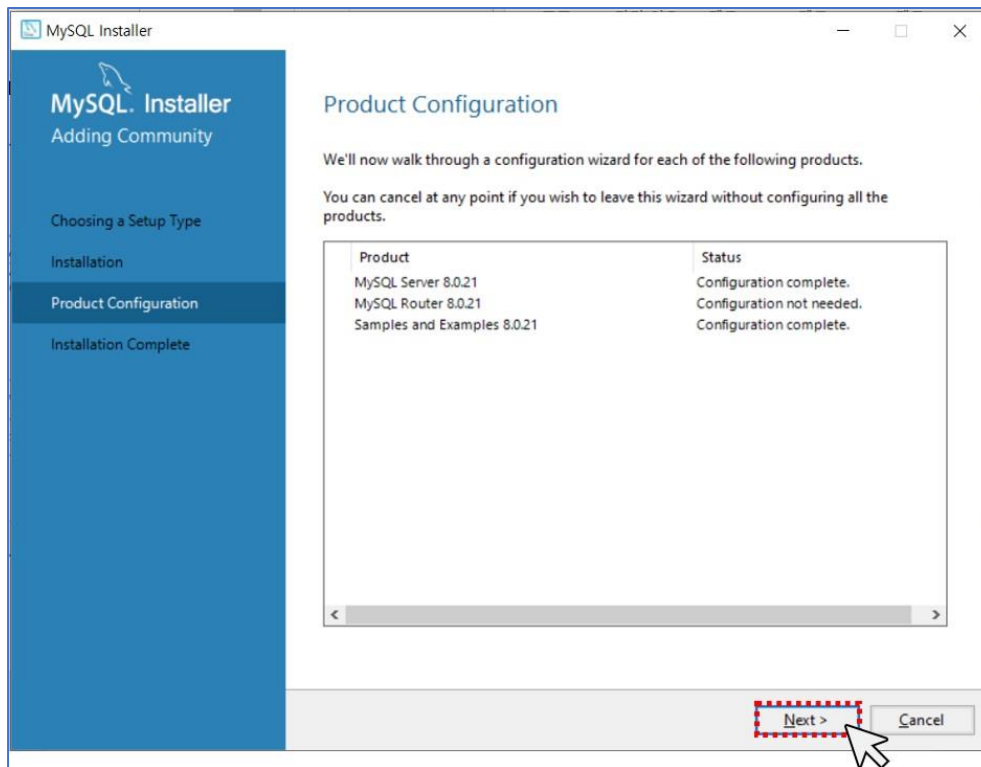 MySQL Installer
MySQL. Installer
Adding Community
Choosing a Setup Type
Installation
Product Configuration
Installation Complete
Product Configuration
We'll now walk through a configuration wizard for each of the following products.
You can cancel at any point if you wish to leave this wizard without configuring all the
products.
Product Status
MySQL Server 8.0.21 Configuration complete.
MySQL Router 8.0.21 Configuration not needed.
Samples and Examples 8.0.21 Configuration complete.
Next > Cancel